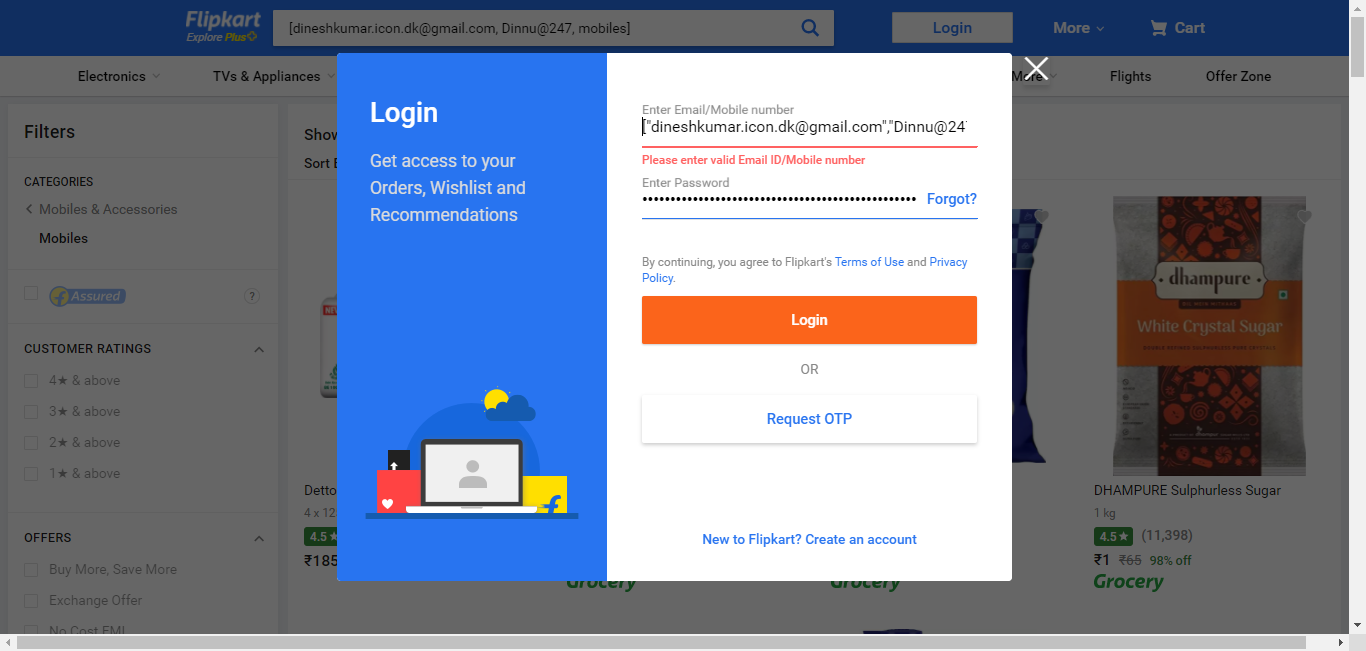 Flipkart
Explore Plus
[dineshkumar.icon.dk@gmail.com, Dinnu@247, mobiles]
Login
More
Cart
Electronics
TVs & Appliances
More
Flights
Offer Zone
Filters
CATEGORIES
Mobiles & Accessories
Mobiles
Assured
?
CUSTOMER RATINGS
4★ & above
3★ & above
2★ & above
1★ & above
OFFERS
Buy More, Save More
Exchange Offer
No Cost EMI
Login
Get access to your
Orders, Wishlist and
Recommendations
Enter Email/Mobile number
["dineshkumar.icon.dk@gmail.com","Dinnu@247
Please enter valid Email ID/Mobile number
Enter Password
Forgot?
By continuing, you agree to Flipkart's Terms of Use and Privacy
Policy.
Login
OR
Request OTP
New to Flipkart? Create an account
Sort
4.5★
₹185
Grocery
Grocery
dhampure
White Crystal Sugar
DHAMPURE Sulphurless Sugar
1 kg
4.5★ (11,398)
₹1 ₹65 98% off
Grocery